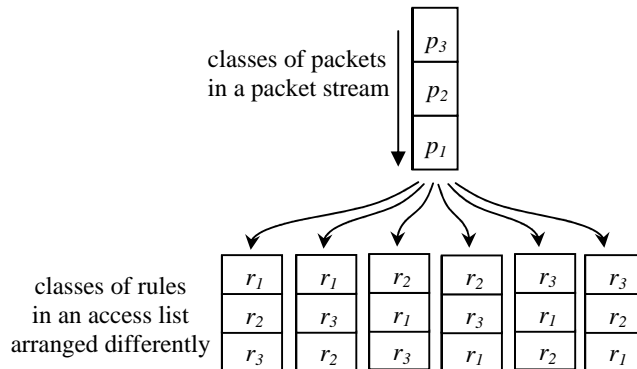 p3
classes of packets
in a packet stream
p2
p1
classes of rules
in an access list
arranged differently
r1 r1 r2 r2 r3 r3
r2 r3 r1 r3 r1 r2
r3 r2 r3 r1 r2 r1